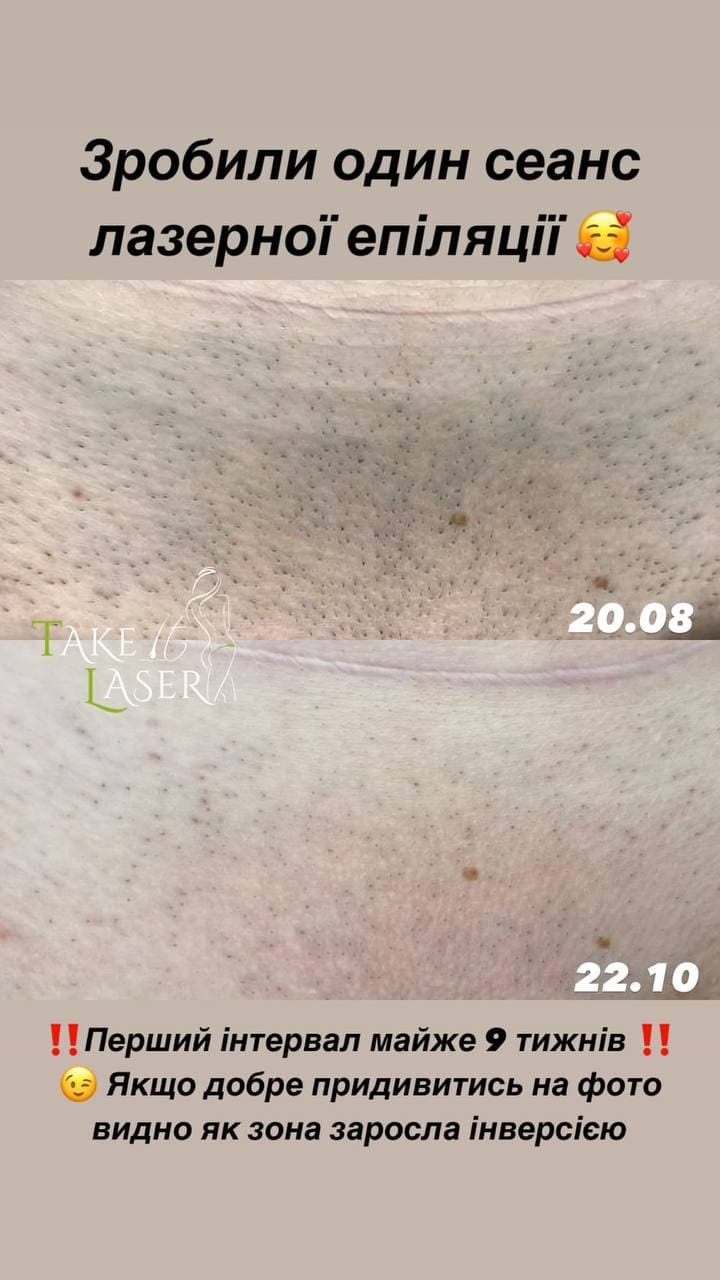 Зробили один сеанс
лазерної епіляції 🥰
20.08
TAKE
LASER
22.10
‼️Перший інтервал майже 9 тижнів ‼️
😉 Якщо добре придивитись на фото
видно як зона заросла інверсією